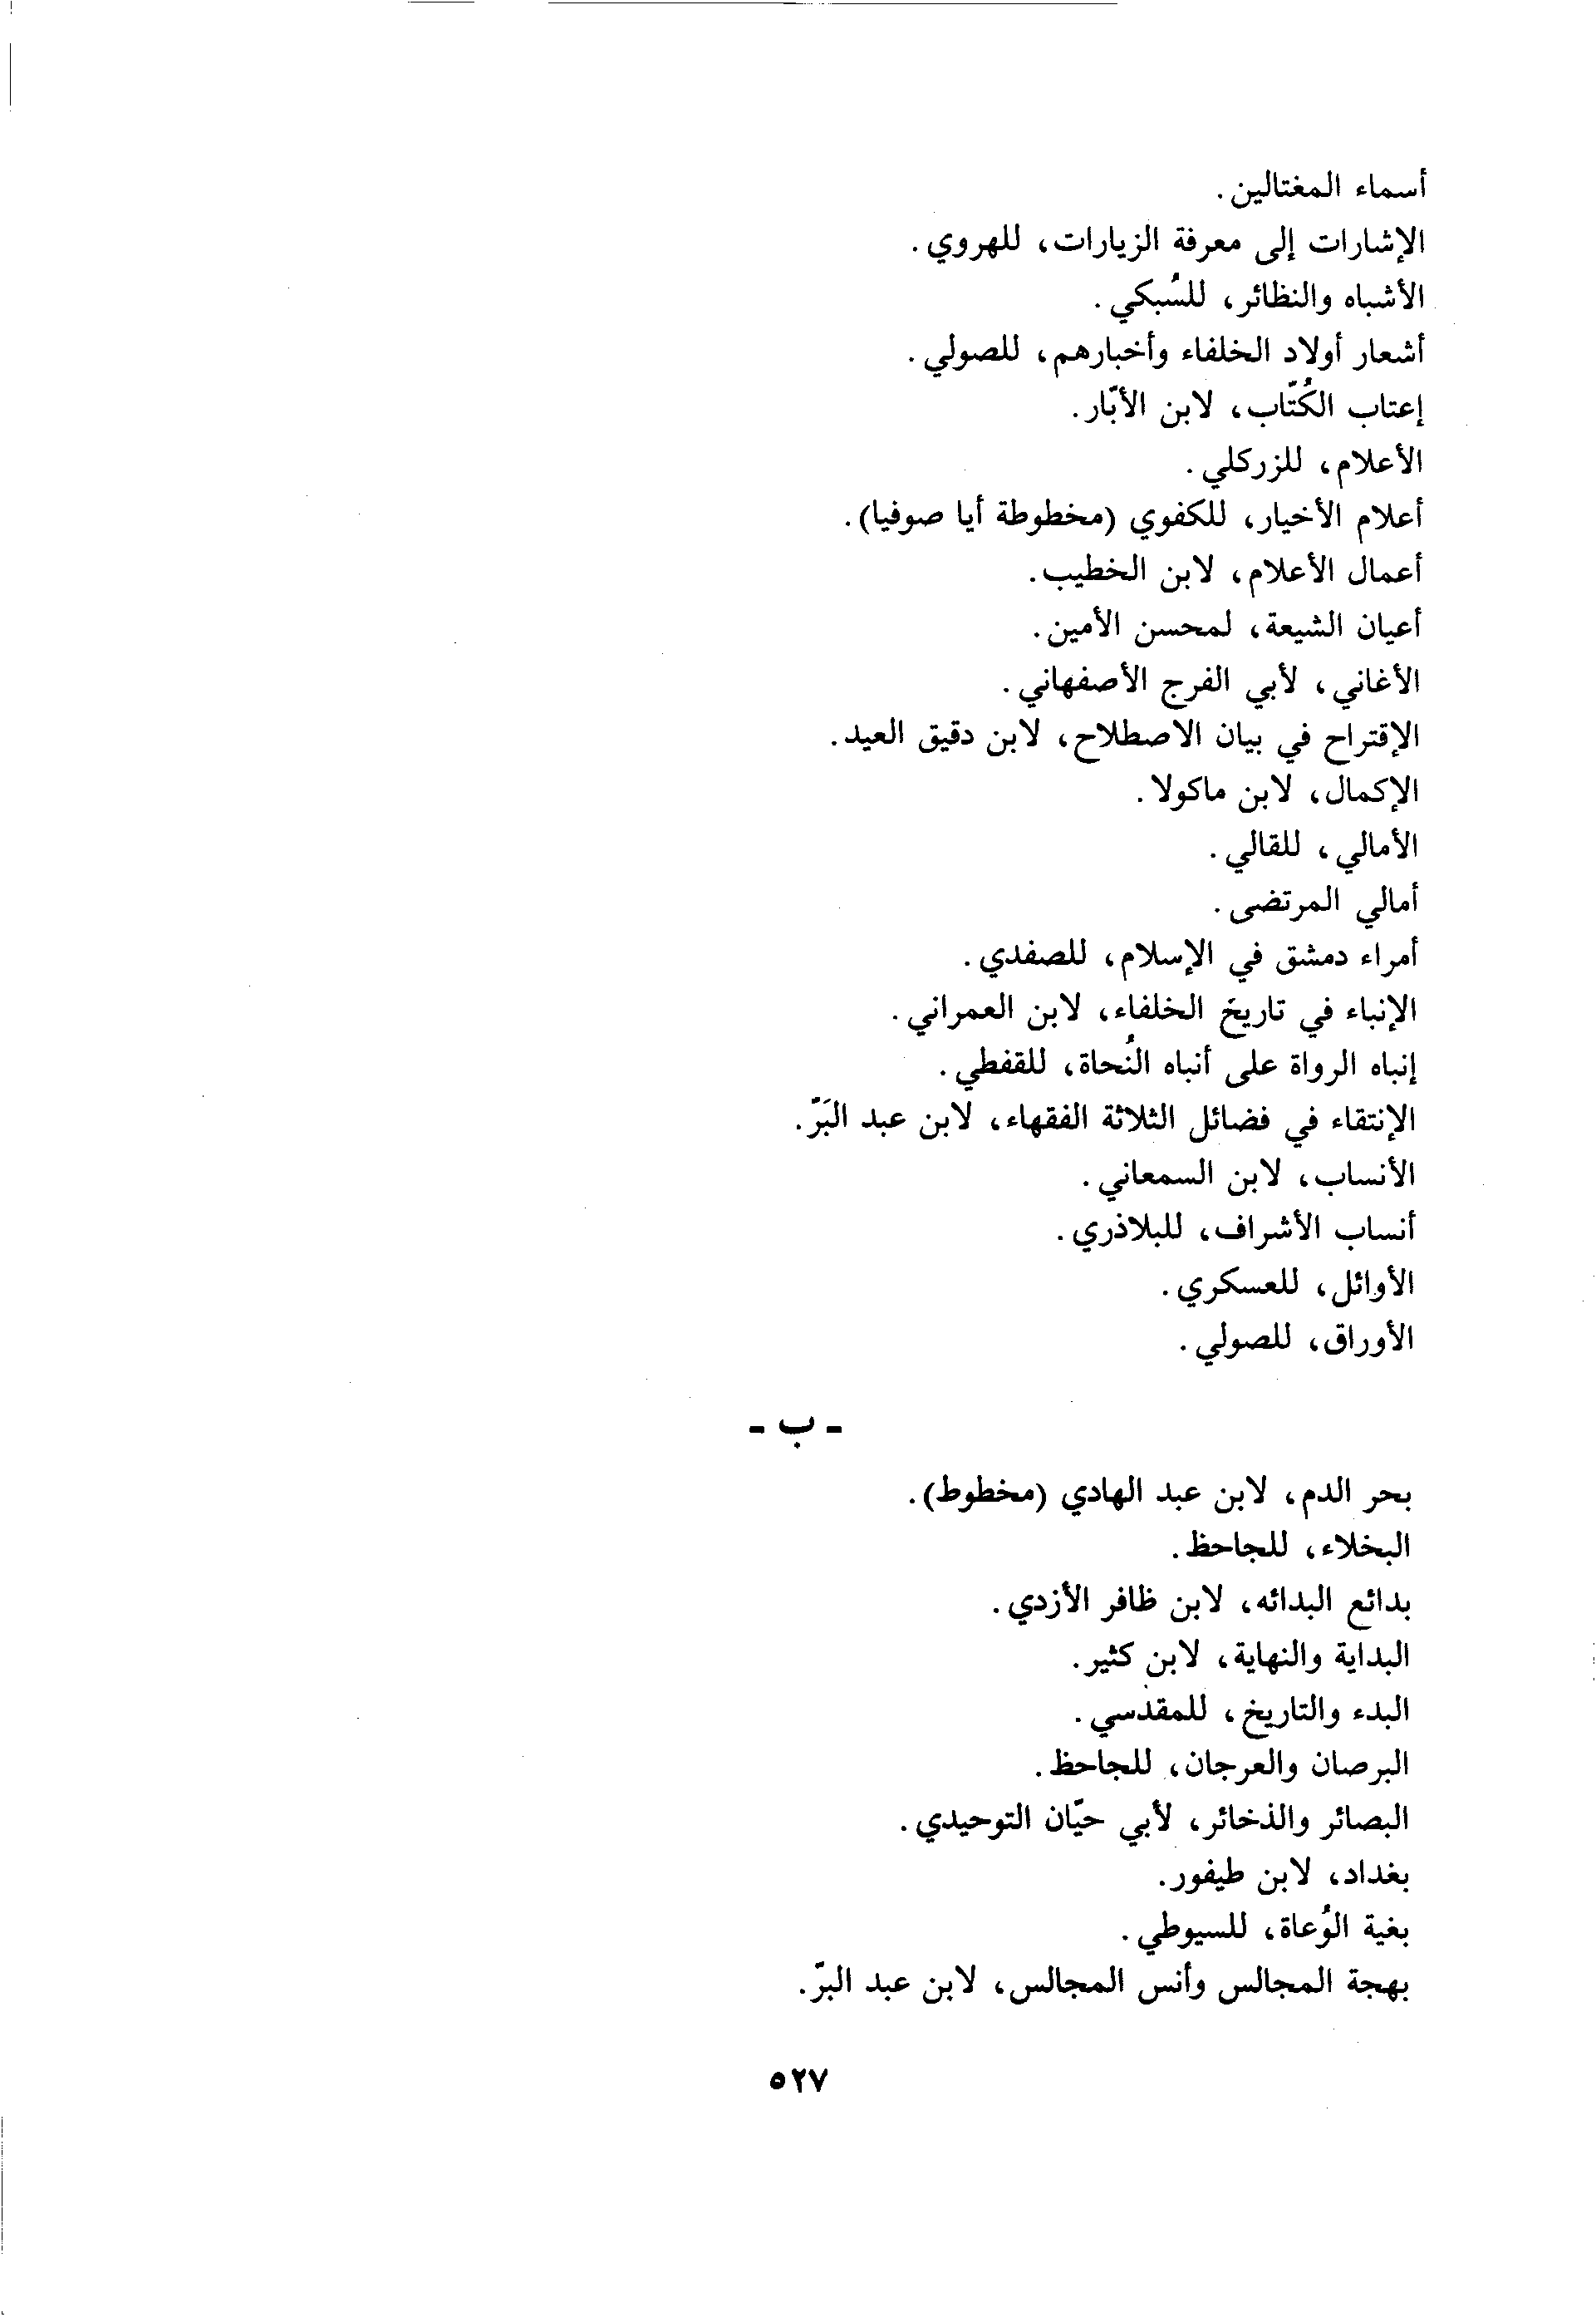 أسماء المغتالين.
الإشارات إلى معرفة الزيارات، للهروي.
الأشباه والنظائر، للسُبكي.
أشعار أولاد الخلفاء وأخبارهم، للصولي.
إعتاب الكُتّاب، لابن الأبّار.
الأعلام، للزركلي.
أعلام الأخيار، للكفوي (مخطوطة أيا صوفيا).
أعمال الأعلام، لابن الخطيب.
أعيان الشيعة، لمحسن الأمين.
الأغاني، لأبي الفرج الأصفهاني.
الإقتراح في بيان الاصطلاح، لابن دقيق العيد.
الإكمال، لابن ماكولا.
الأمالي، للقالي.
أمالي المرتضى.
أمراء دمشق في الإسلام، للصفدي.
الإنباء في تاريخ الخلفاء، لابن العمراني.
إنباه الرواة على أنباه النُحاة، للقفطي.
الإنتقاء في فضائل الثلاثة الفقهاء، لابن عبد البَرّ.
الأنساب، لابن السمعاني.
أنساب الأشراف، للبلاذري.
الأوائل، للعسكري.
الأوراق، للصولي.
- ب -
بحر الدم، لابن عبد الهادي (مخطوط).
البخلاء، للجاحظ.
بدائع البدائه، لابن ظافر الأزدي.
البداية والنهاية، لابن كثير.
البدء والتاريخ، للمقدسي.
البرصان والعرجان، للجاحظ.
البصائر والذخائر، لأبي حيّان التوحيدي.
بغداد، لابن طيفور.
بغية الوُعاة، للسيوطي.
بهجة المجالس وأنس المجالس، لابن عبد البرّ.
٥٢٧